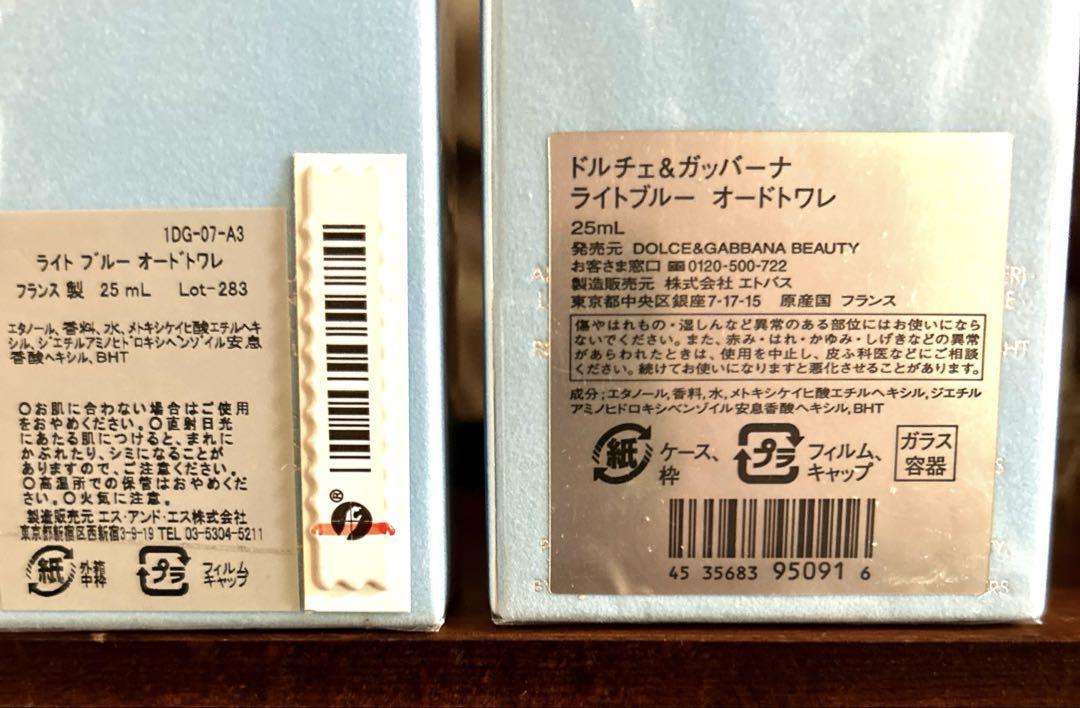 1DG-07-A3
ライト ブルー オードトワレ
フランス 製 25 mL Lot-283
エタノール、香料、水、メトキシケイヒ酸エチルヘキ
シル、ジエチルアミノヒドロキシベンゾイル安息
香酸ヘキシル、BHT
○お肌に合わない場合はご使用
をおやめください。○直射日光
にあたる肌につけると、まれに
かぶれたり、シミになることが
ありますので、ご注意ください。
○高温所での保管はおやめくだ
さい。○火気に注意。
製造販売元 エス・アンド・エス株式会社
東京都新宿区西新宿3-9-19 TEL 03-5304-5211
紙 外箱 中枠 プラ フィルム キャップ
®
ドルチェ&ガッバーナ
ライトブルー オードトワレ
25mL
発売元 DOLCE&GABBANA BEAUTY
お客さま窓口 0120-500-722
製造販売元 株式会社 エトバス
東京都中央区銀座7-17-15 原産国 フランス
傷やはれもの・湿しんなど異常のある部位にはお使いになら
ないでください。また、赤み・はれ・かゆみ・しげきなどの異常
があらわれたときは、使用を中止し、皮ふ科医などにご相談
ください。続けてお使いになりますと悪化させることがあります。
成分;エタノール,香料,水,メトキシケイヒ酸エチルヘキシル,ジエチル
アミノヒドロキシベンゾイル安息香酸ヘキシル,BHT
紙 ケース、枠 プラ フィルム、キャップ ガラス容器
45 35683 95091 6